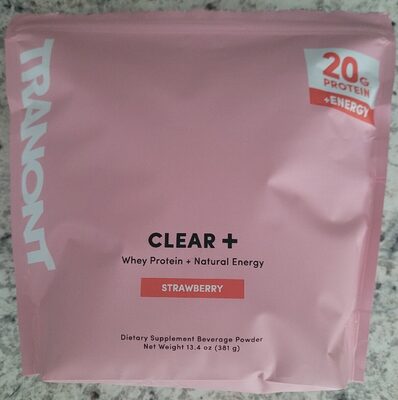 TRANONT
20G
PROTEIN
+ENERGY
CLEAR +
Whey Protein + Natural Energy
STRAWBERRY
Dietary Supplement Beverage Powder
Net Weight 13.4 oz (381 g)